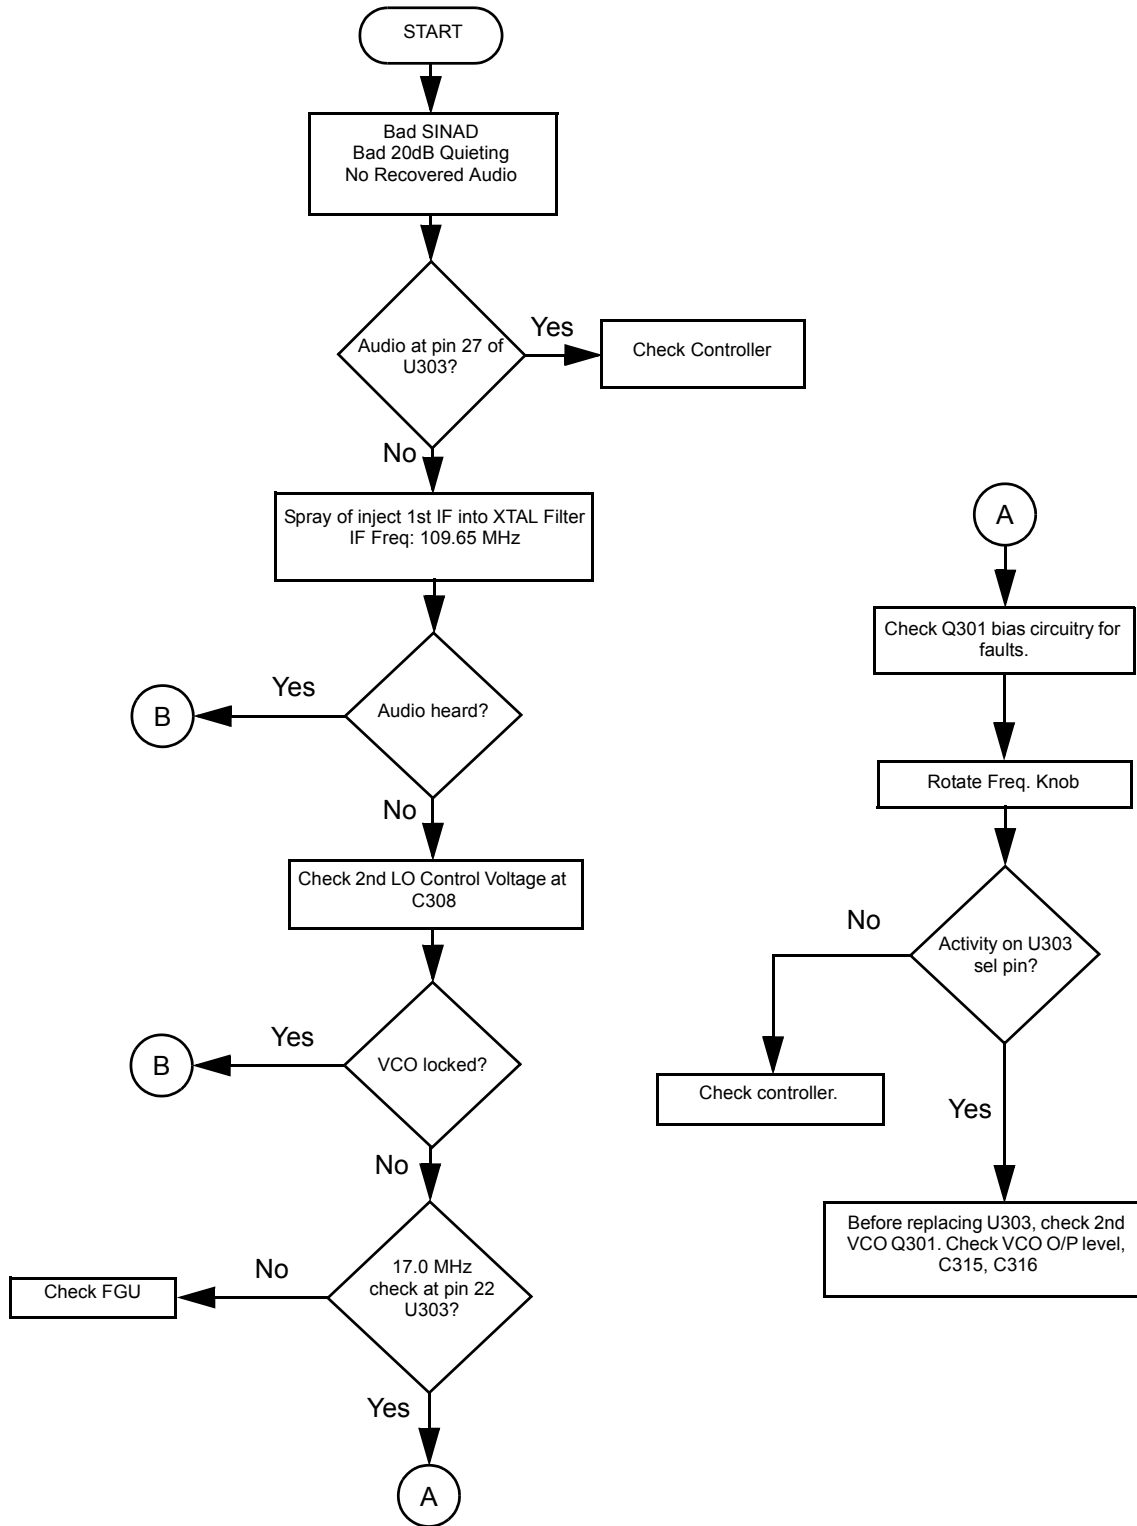 START
Bad SINAD
Bad 20dB Quieting
No Recovered Audio
Audio at pin 27 of
U303?
Yes
Check Controller
No
Spray of inject 1st IF into XTAL Filter
IF Freq: 109.65 MHz
Audio heard?
Yes
B
No
Check 2nd LO Control Voltage at
C308
VCO locked?
Yes
B
No
17.0 MHz
check at pin 22
U303?
No
Check FGU
Yes
A
A
Check Q301 bias circuitry for
faults.
Rotate Freq. Knob
Activity on U303
sel pin?
No
Check controller.
Yes
Before replacing U303, check 2nd
VCO Q301. Check VCO O/P level,
C315, C316